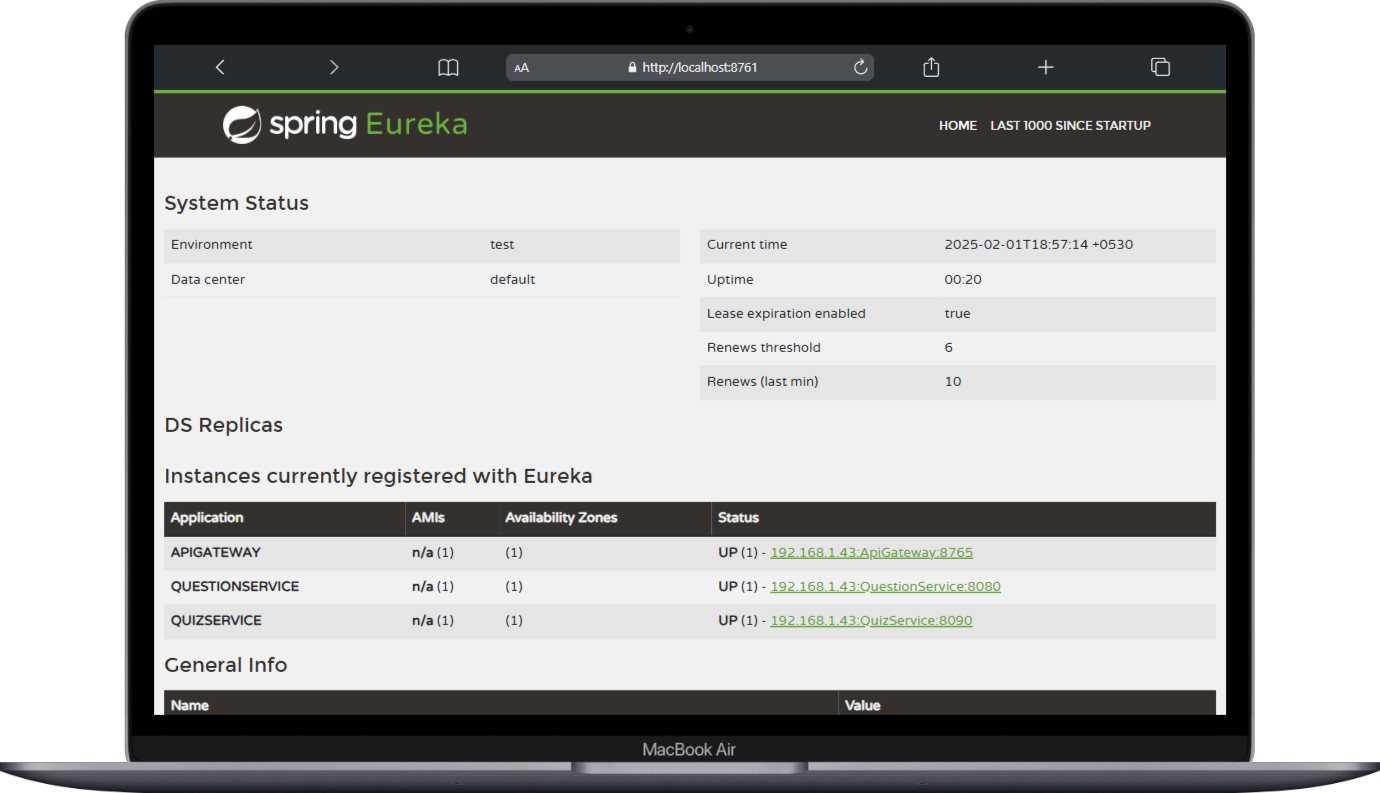 AA http://localhost:8761
spring Eureka
HOME LAST 1000 SINCE STARTUP
System Status
Environment test
Data center default
Current time 2025-02-01T18:57:14 +0530
Uptime 00:20
Lease expiration enabled true
Renews threshold 6
Renews (last min) 10
DS Replicas
Instances currently registered with Eureka
Application AMIs Availability Zones Status
APIGATEWAY n/a (1) (1) UP (1) - 192.168.1.43:ApiGateway:8765
QUESTIONSERVICE n/a (1) (1) UP (1) - 192.168.1.43:QuestionService:8080
QUIZSERVICE n/a (1) (1) UP (1) - 192.168.1.43:QuizService:8090
General Info
Name Value
MacBook Air